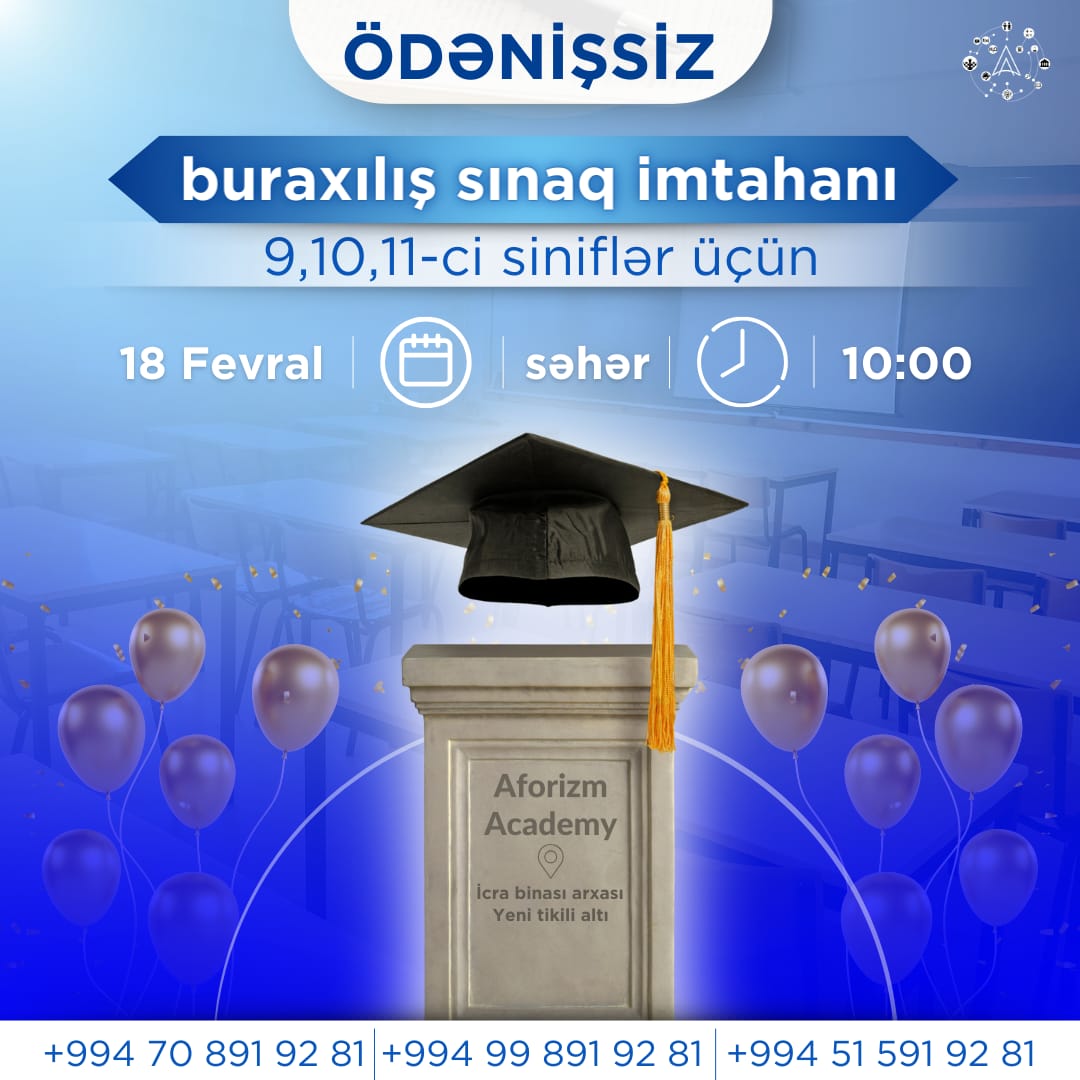 ÖDƏNİŞSİZ
buraxılış sınaq imtahanı
9,10,11-ci siniflər üçün
18 Fevral
səhər
10:00
Aforizm
Academy
İcra binası arxası
Yeni tikili altı
+994 70 891 92 81
+994 99 891 92 81
+994 51 591 92 81